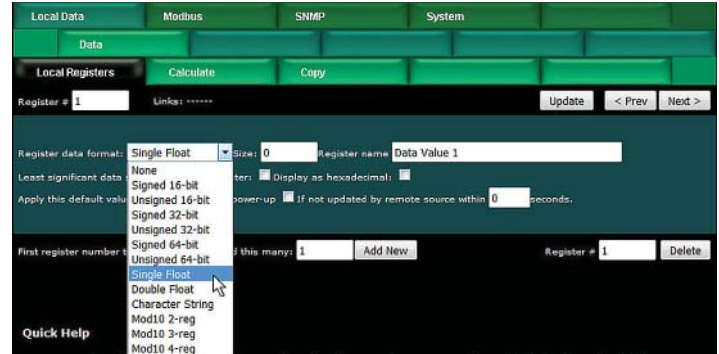 Local Data Modbus SNMP System
Data
Local Registers Calculate Copy
Register # 1 Links: ------ Update < Prev Next >
Register data format: Single Float Size: 0 Register name Data Value 1
Least significant data ter: Display as hexadecimal:
Apply this default valu power-up If not updated by remote source within 0 seconds.
None
Signed 16-bit
Unsigned 16-bit
Signed 32-bit
Unsigned 32-bit
Signed 64-bit
Unsigned 64-bit
Single Float
Double Float
Character String
Mod10 2-reg
Mod10 3-reg
Mod10 4-reg
First register number t d this many: 1 Add New Register # 1 Delete
Quick Help